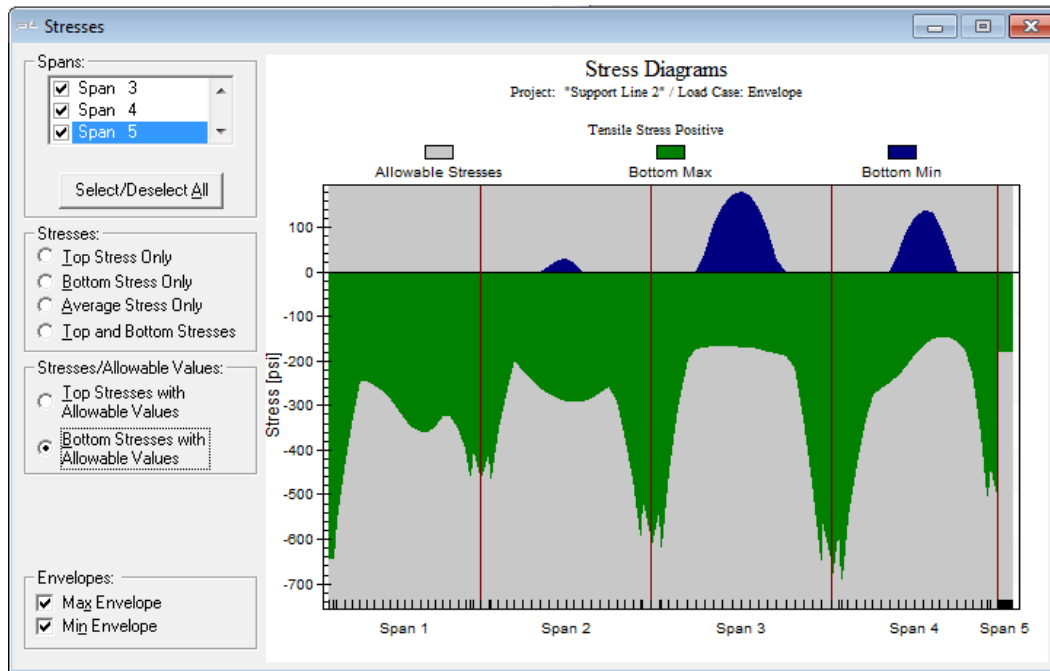 Stresses
Spans:
Span 3
Span 4
Span 5
Select/Deselect All
Stresses:
Top Stress Only
Bottom Stress Only
Average Stress Only
Top and Bottom Stresses
Stresses/Allowable Values:
Top Stresses with
Allowable Values
Bottom Stresses with
Allowable Values
Envelopes:
Max Envelope
Min Envelope
Stress Diagrams
Project: "Support Line 2" / Load Case: Envelope
Tensile Stress Positive
Allowable Stresses Bottom Max Bottom Min
Stress [psi]
100
0
-100
-200
-300
-400
-500
-600
-700
Span 1 Span 2 Span 3 Span 4 Span 5